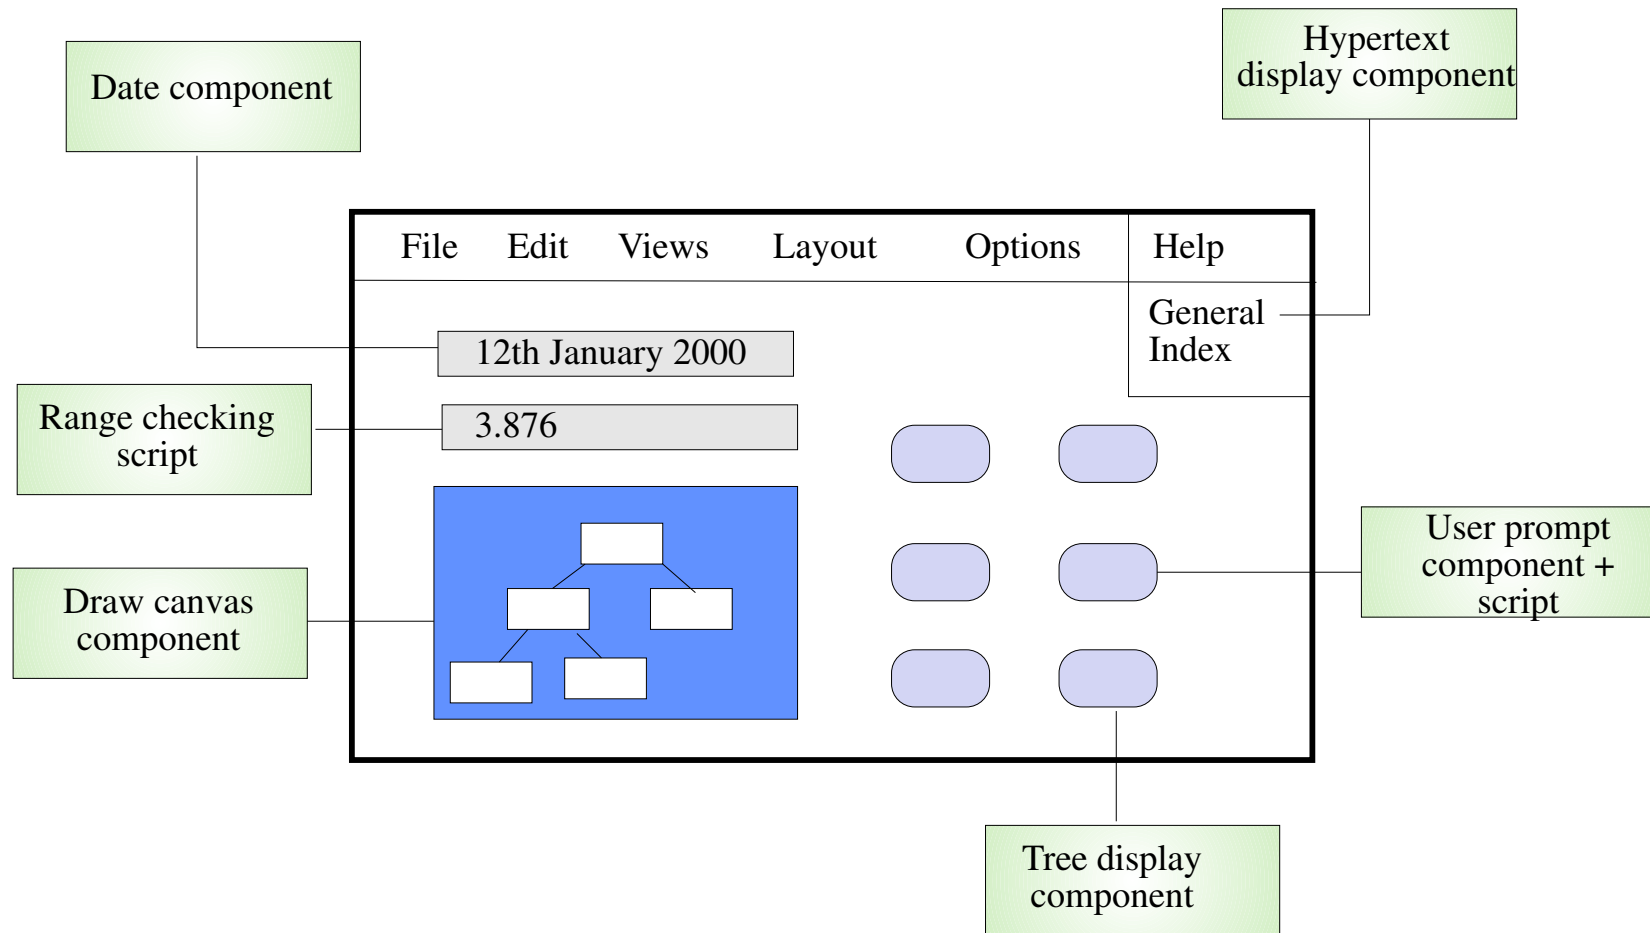 Hypertext
display component
Date component
File Edit Views Layout Options Help
General
Index
12th January 2000
Range checking
script
3.876
User prompt
component +
script
Draw canvas
component
Tree display
component